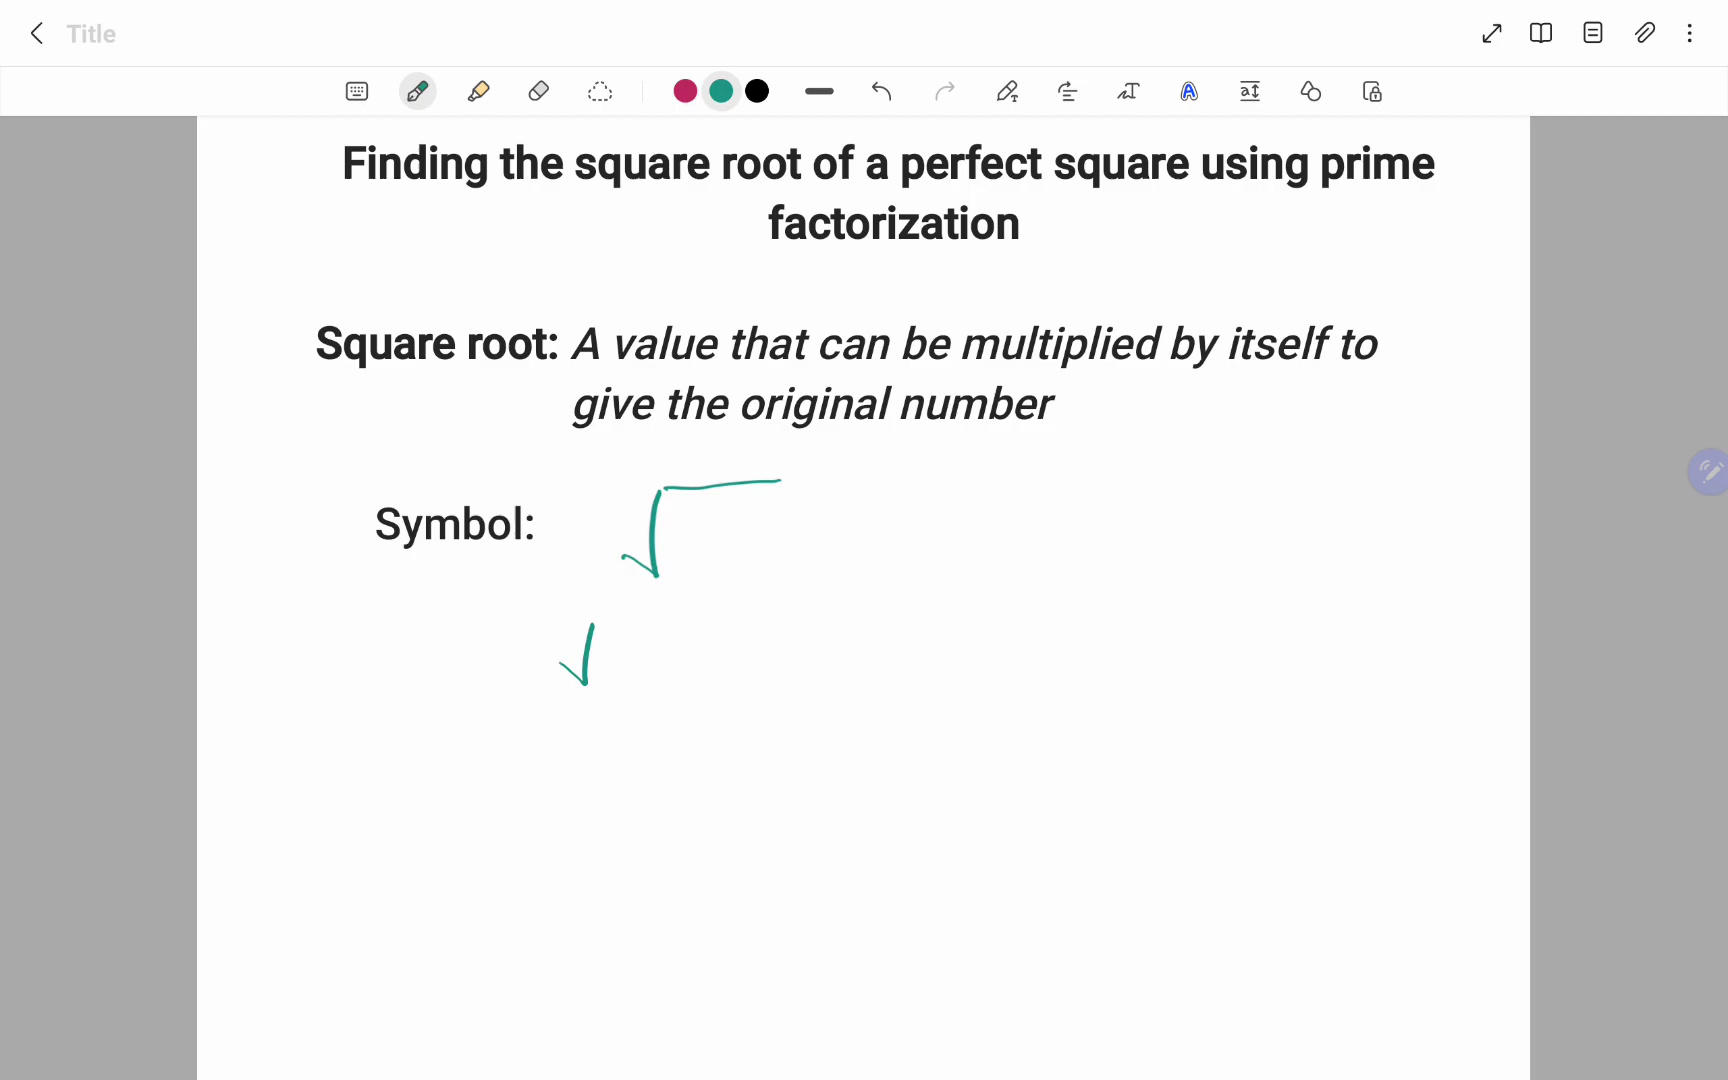 Title
Finding the square root of a perfect square using prime
factorization
Square root: A value that can be multiplied by itself to
give the original number
Symbol: √
√